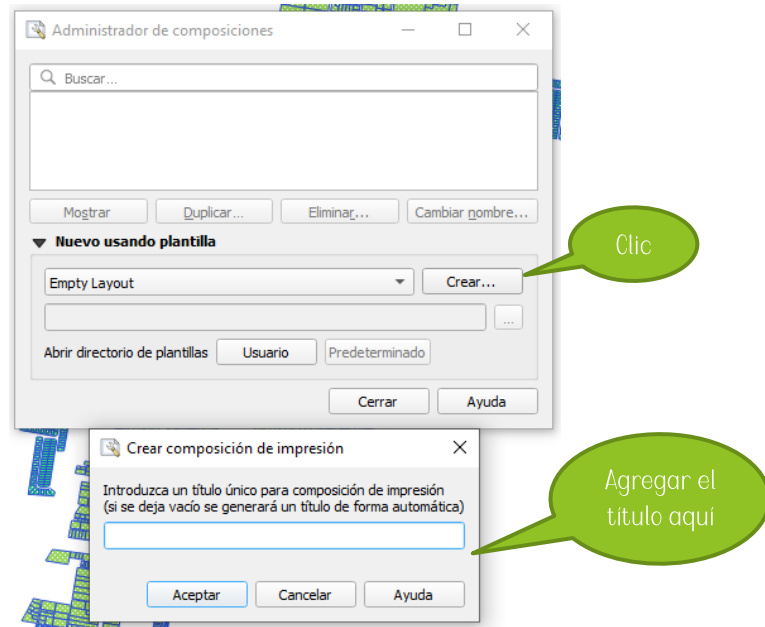 Administrador de composiciones
Buscar...
Mostrar Duplicar... Eliminar... Cambiar nombre...
Nuevo usando plantilla
Clic
Empty Layout Crear...
...
Abrir directorio de plantillas Usuario Predeterminado
Cerrar Ayuda
Crear composición de impresión
Introduzca un título único para composición de impresión
(si se deja vacío se generará un título de forma automática)
Agregar el
título aquí
Aceptar Cancelar Ayuda